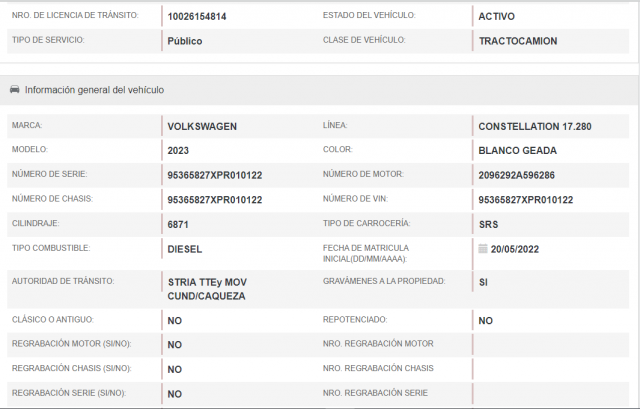 NRO. DE LICENCIA DE TRÁNSITO: 10026154814 ESTADO DEL VEHÍCULO: ACTIVO
TIPO DE SERVICIO: Público CLASE DE VEHÍCULO: TRACTOCAMION
Información general del vehículo
MARCA: VOLKSWAGEN LÍNEA: CONSTELLATION 17.280
MODELO: 2023 COLOR: BLANCO GEADA
NÚMERO DE SERIE: 95365827XPR010122 NÚMERO DE MOTOR: 2096292A596286
NÚMERO DE CHASIS: 95365827XPR010122 NÚMERO DE VIN: 95365827XPR010122
CILINDRAJE: 6871 TIPO DE CARROCERÍA: SRS
TIPO COMBUSTIBLE: DIESEL FECHA DE MATRICULA INICIAL(DD/MM/AAAA): 20/05/2022
AUTORIDAD DE TRÁNSITO: STRIA TTEy MOV CUND/CAQUEZA GRAVÁMENES A LA PROPIEDAD: SI
CLÁSICO O ANTIGUO: NO REPOTENCIADO: NO
REGRABACIÓN MOTOR (SI/NO): NO NRO. REGRABACIÓN MOTOR
REGRABACIÓN CHASIS (SI/NO): NO NRO. REGRABACIÓN CHASIS
REGRABACIÓN SERIE (SI/NO): NO NRO. REGRABACIÓN SERIE